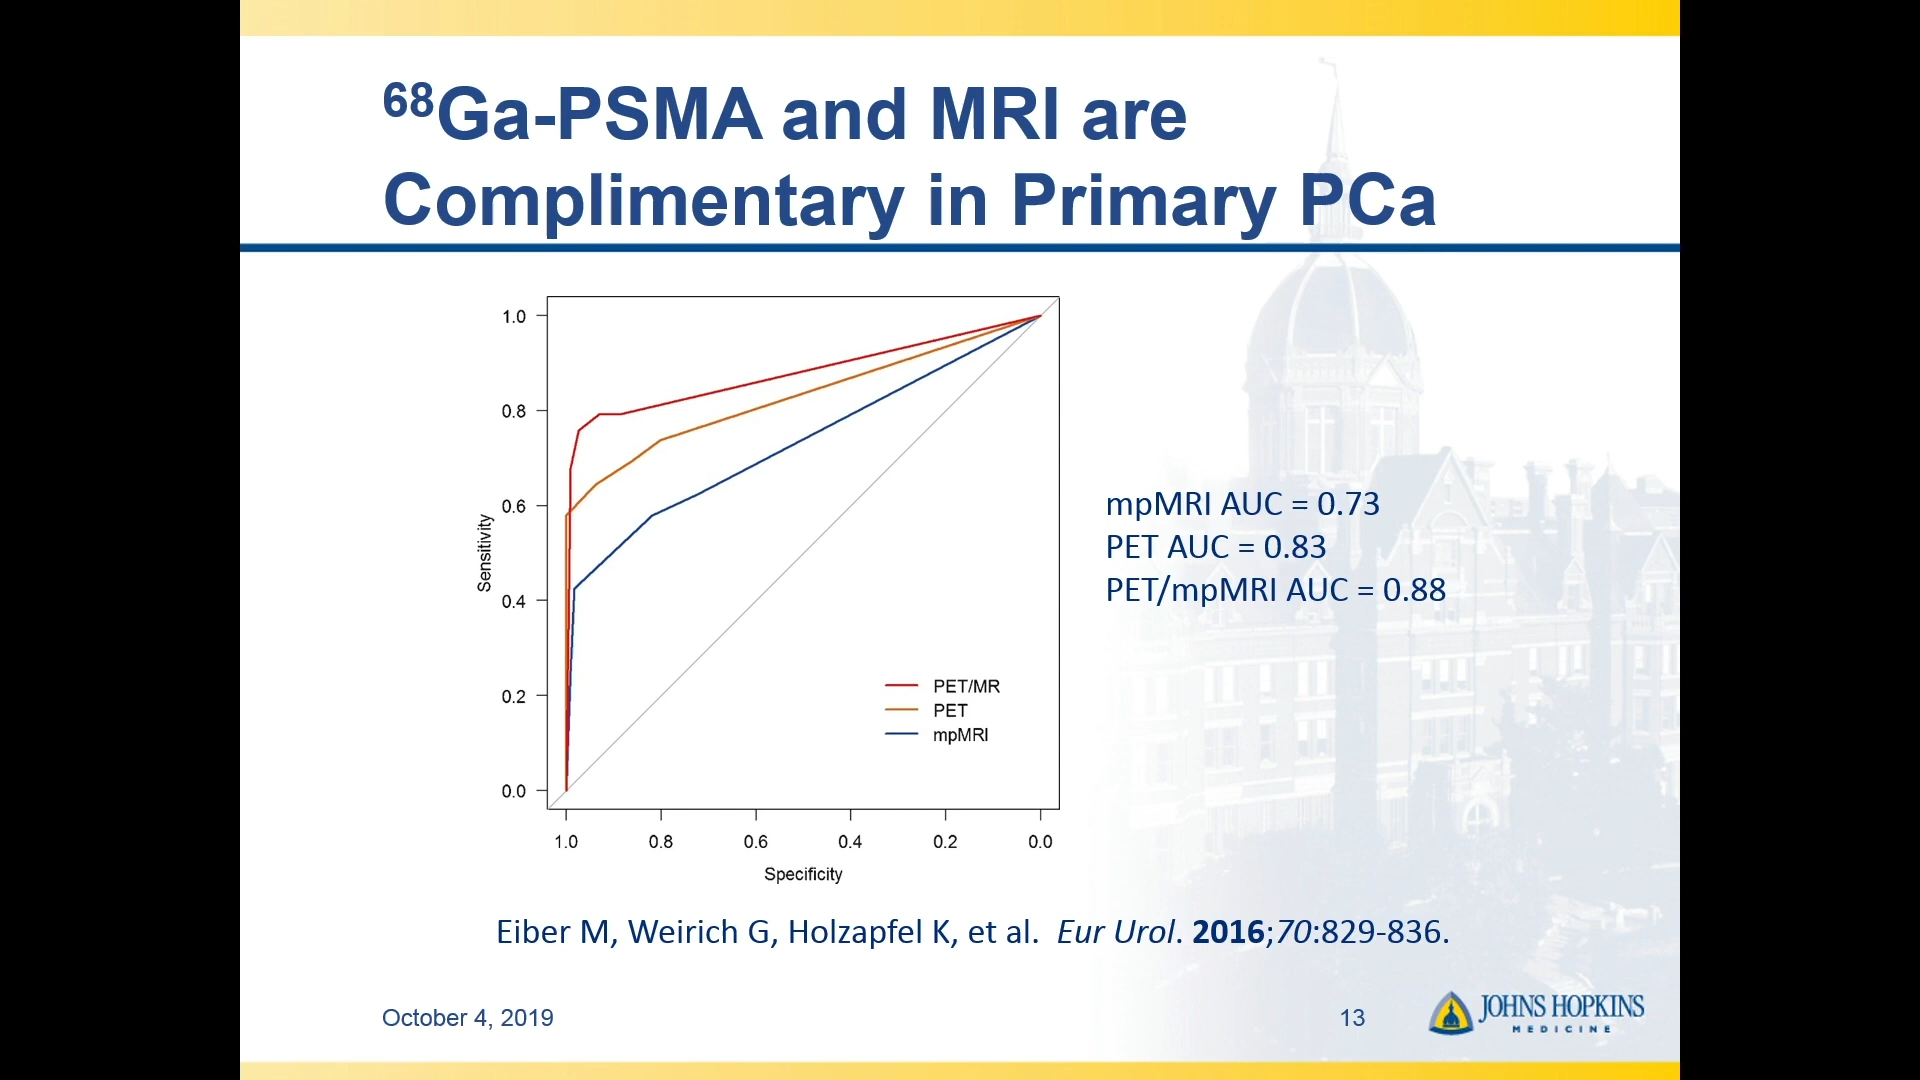 ⁶⁸Ga-PSMA and MRI are
Complimentary in Primary PCa
1.0
0.8
0.6
0.4
0.2
0.0
Sensitivity
PET/MR
PET
mpMRI
1.0 0.8 0.6 0.4 0.2 0.0
Specificity
mpMRI AUC = 0.73
PET AUC = 0.83
PET/mpMRI AUC = 0.88
Eiber M, Weirich G, Holzapfel K, et al. Eur Urol. 2016;70:829-836.
October 4, 2019
13
JOHNS HOPKINS
MEDICINE